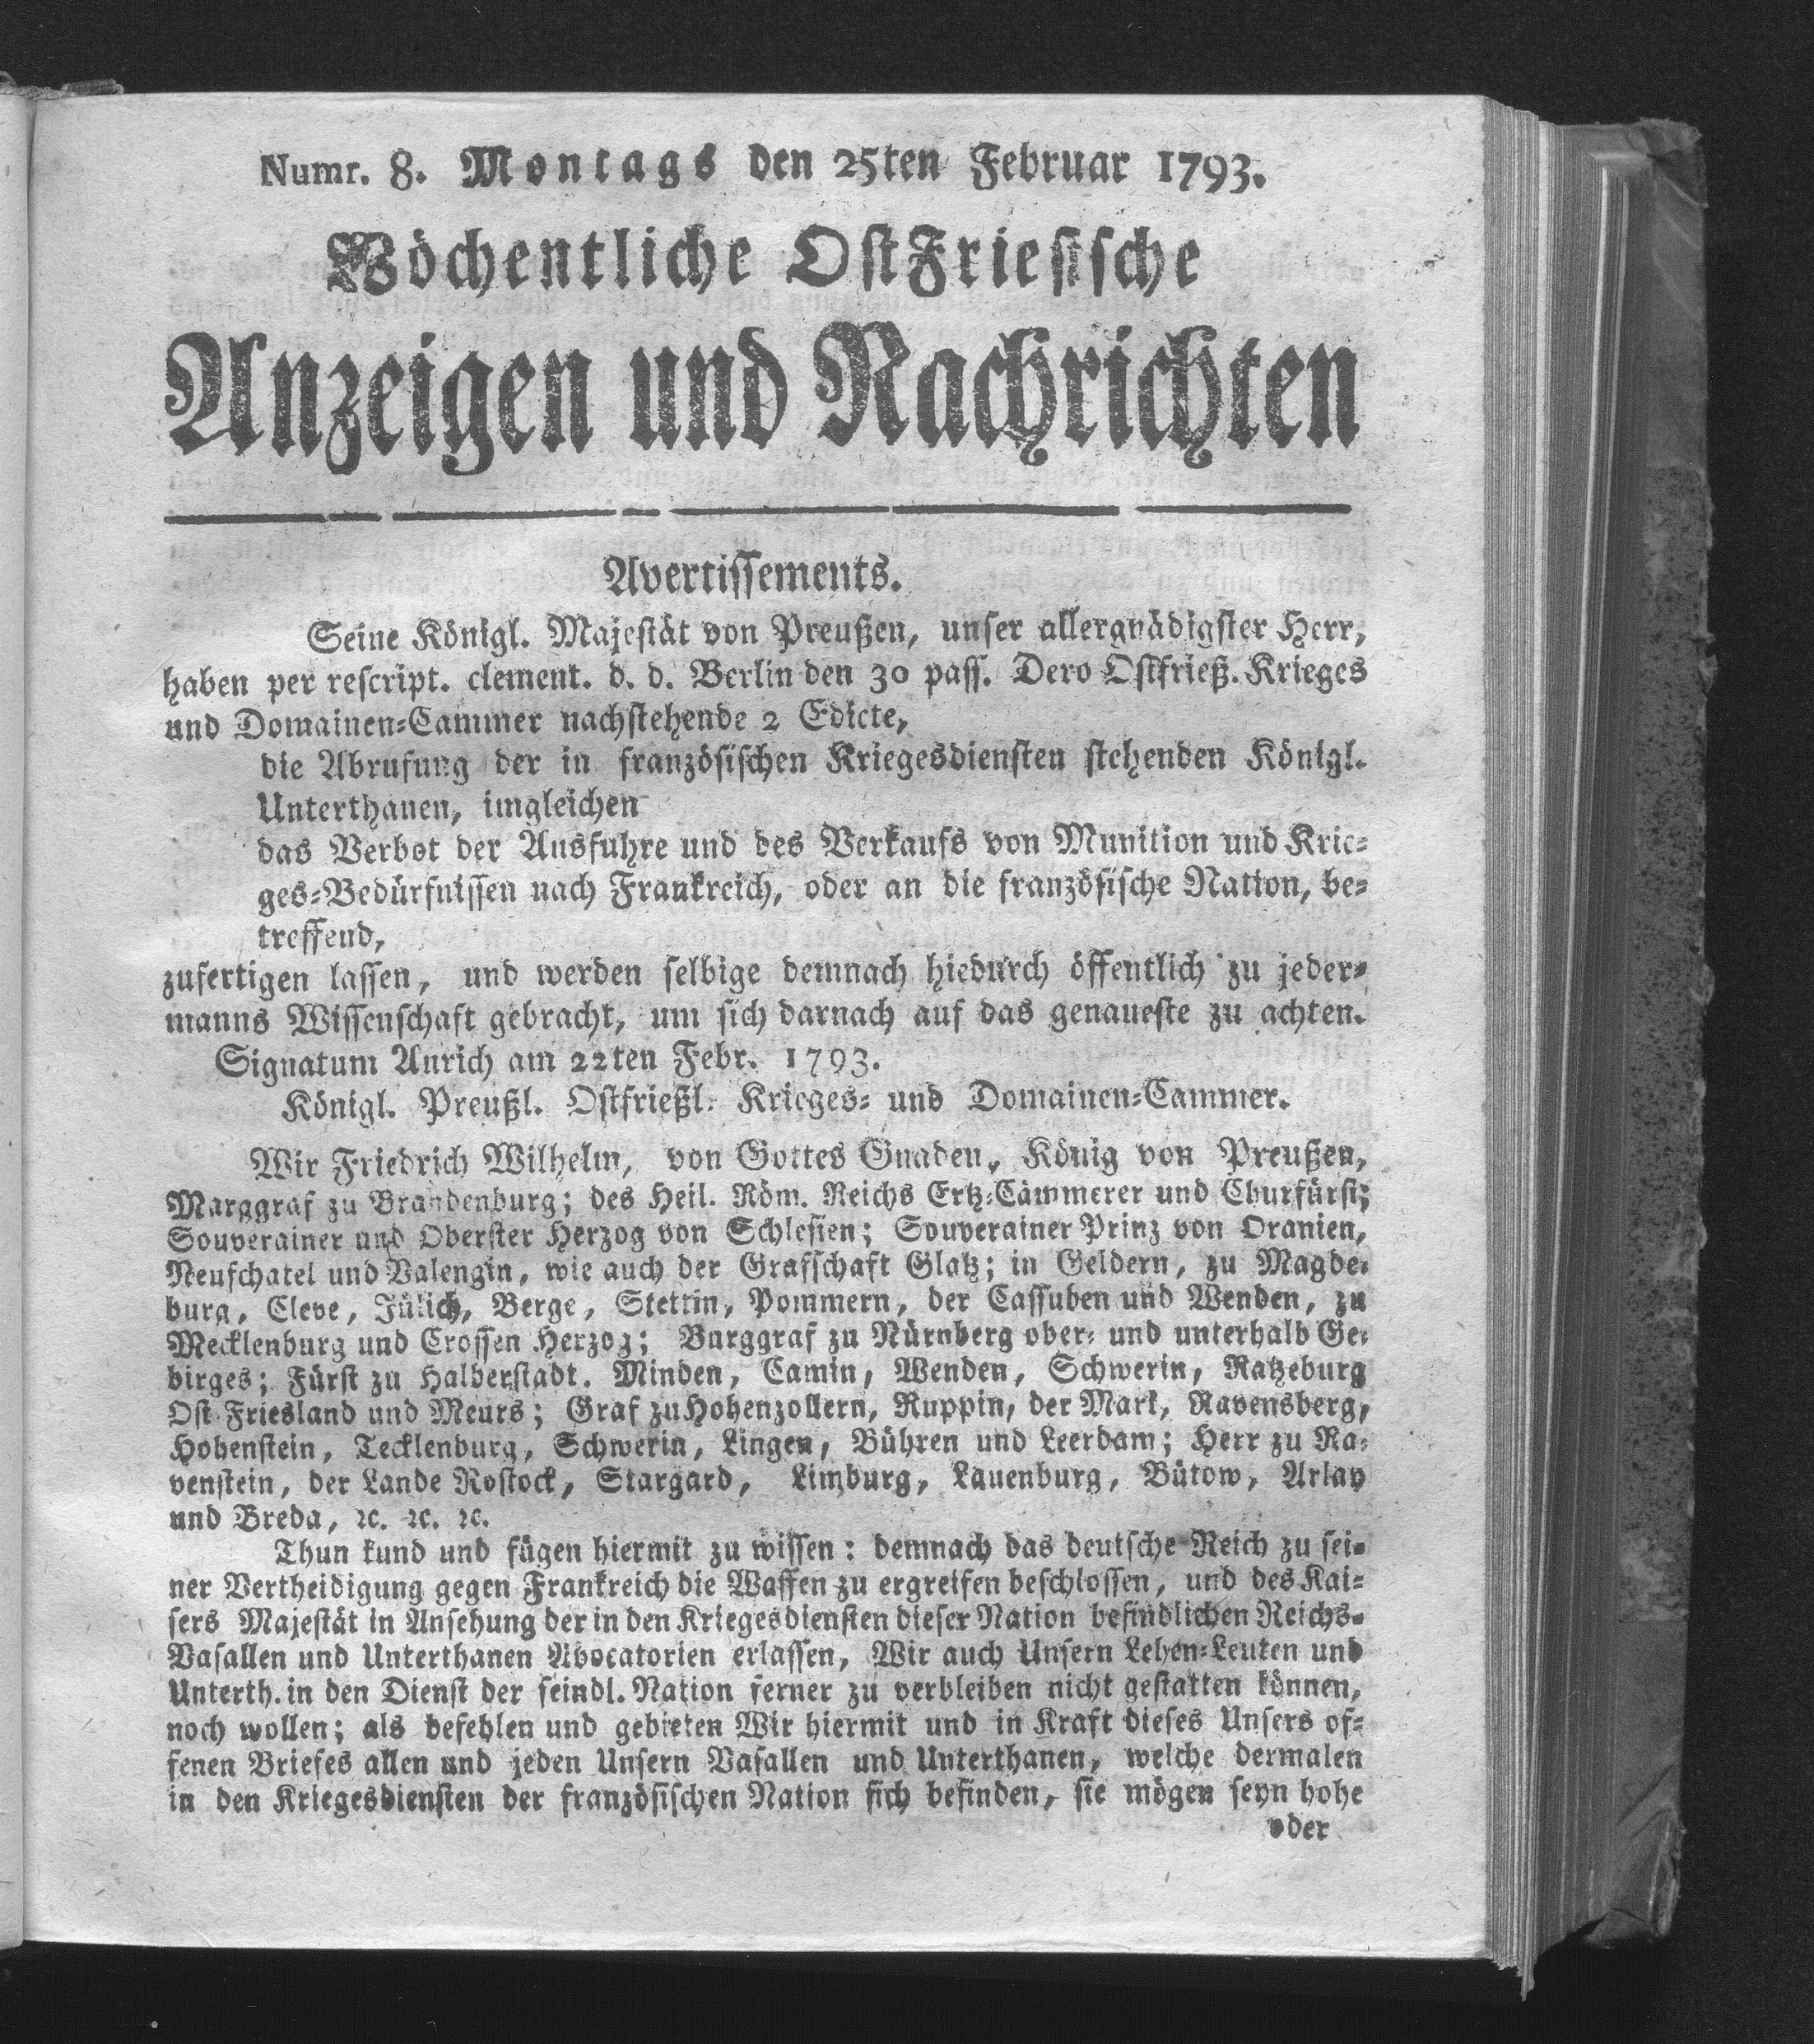 Numr. 8. Montags den 25ten Februar 1793.
Wöchentliche OstFriesische
Anzeigen und Nachrichten
Avertissements.
Seine Königl. Majestät von Preußen, unser allergnädigster Herr,
haben per rescript. clement. d. d. Berlin den 30 pass. Dero Ostfrieß. Krieges
und Domainen-Cammer nachstehende 2 Edicte,
die Abrufung der in französischen Kriegesdiensten stehenden Königl.
Unterthanen, imgleichen
das Verbot der Ausfuhre und des Verkaufs von Munition und Krie-
ges-Bedürfnissen nach Frankreich, oder an die französische Nation, be-
treffend,
zufertigen lassen, und werden selbige demnach hiedurch öffentlich zu jeder-
manns Wissenschaft gebracht, um sich darnach auf das genaueste zu achten.
Signatum Aurich am 22ten Febr. 1793.
Königl. Preußl. Ostfrießl. Krieges- und Domainen-Cammer.
Wir Friedrich Wilhelm, von Gottes Gnaden, König von Preußen,
Marggraf zu Brandenburg; des Heil. Röm. Reichs Ertz-Cämmerer und Churfürst;
Souverainer und Oberster Herzog von Schlesien; Souverainer Prinz von Oranien,
Neufchatel und Valengin, wie auch der Grafschaft Glatz; in Geldern, zu Magde-
burg, Cleve, Jülich, Berge, Stettin, Pommern, der Cassuben und Wenden, zu
Mecklenburg und Crossen Herzog; Burggraf zu Nürnberg ober- und unterhalb Ge-
birges; Fürst zu Halberstadt. Minden, Camin, Wenden, Schwerin, Ratzeburg
Ost Friesland und Meurs; Graf zu Hohenzollern, Ruppin, der Mark, Ravensberg,
Hohenstein, Tecklenburg, Schwerin, Lingen, Bühren und Leerdam; Herr zu Ra-
venstein, der Lande Rostock, Stargard, Limburg, Lauenburg, Bütow, Arlay
und Breda, ꝛc. ꝛc. ꝛc.
Thun kund und fügen hiermit zu wissen: demnach das deutsche Reich zu sei-
ner Vertheidigung gegen Frankreich die Waffen zu ergreifen beschlossen, und des Kai-
sers Majestät in Ansehung der in den Kriegesdiensten dieser Nation befindlichen Reichs-
Vasallen und Unterthanen Avocatorien erlassen, Wir auch Unsern Lehen-Leuten und
Unterth. in den Dienst der feindl. Nation ferner zu verbleiben nicht gestatten können,
noch wollen; als befehlen und gebieten Wir hiermit und in Kraft dieses Unsers of-
fenen Briefes allen und jeden Unsern Vasallen und Unterthanen, welche dermalen
in den Kriegesdiensten der französischen Nation sich befinden, sie mögen seyn hohe
oder